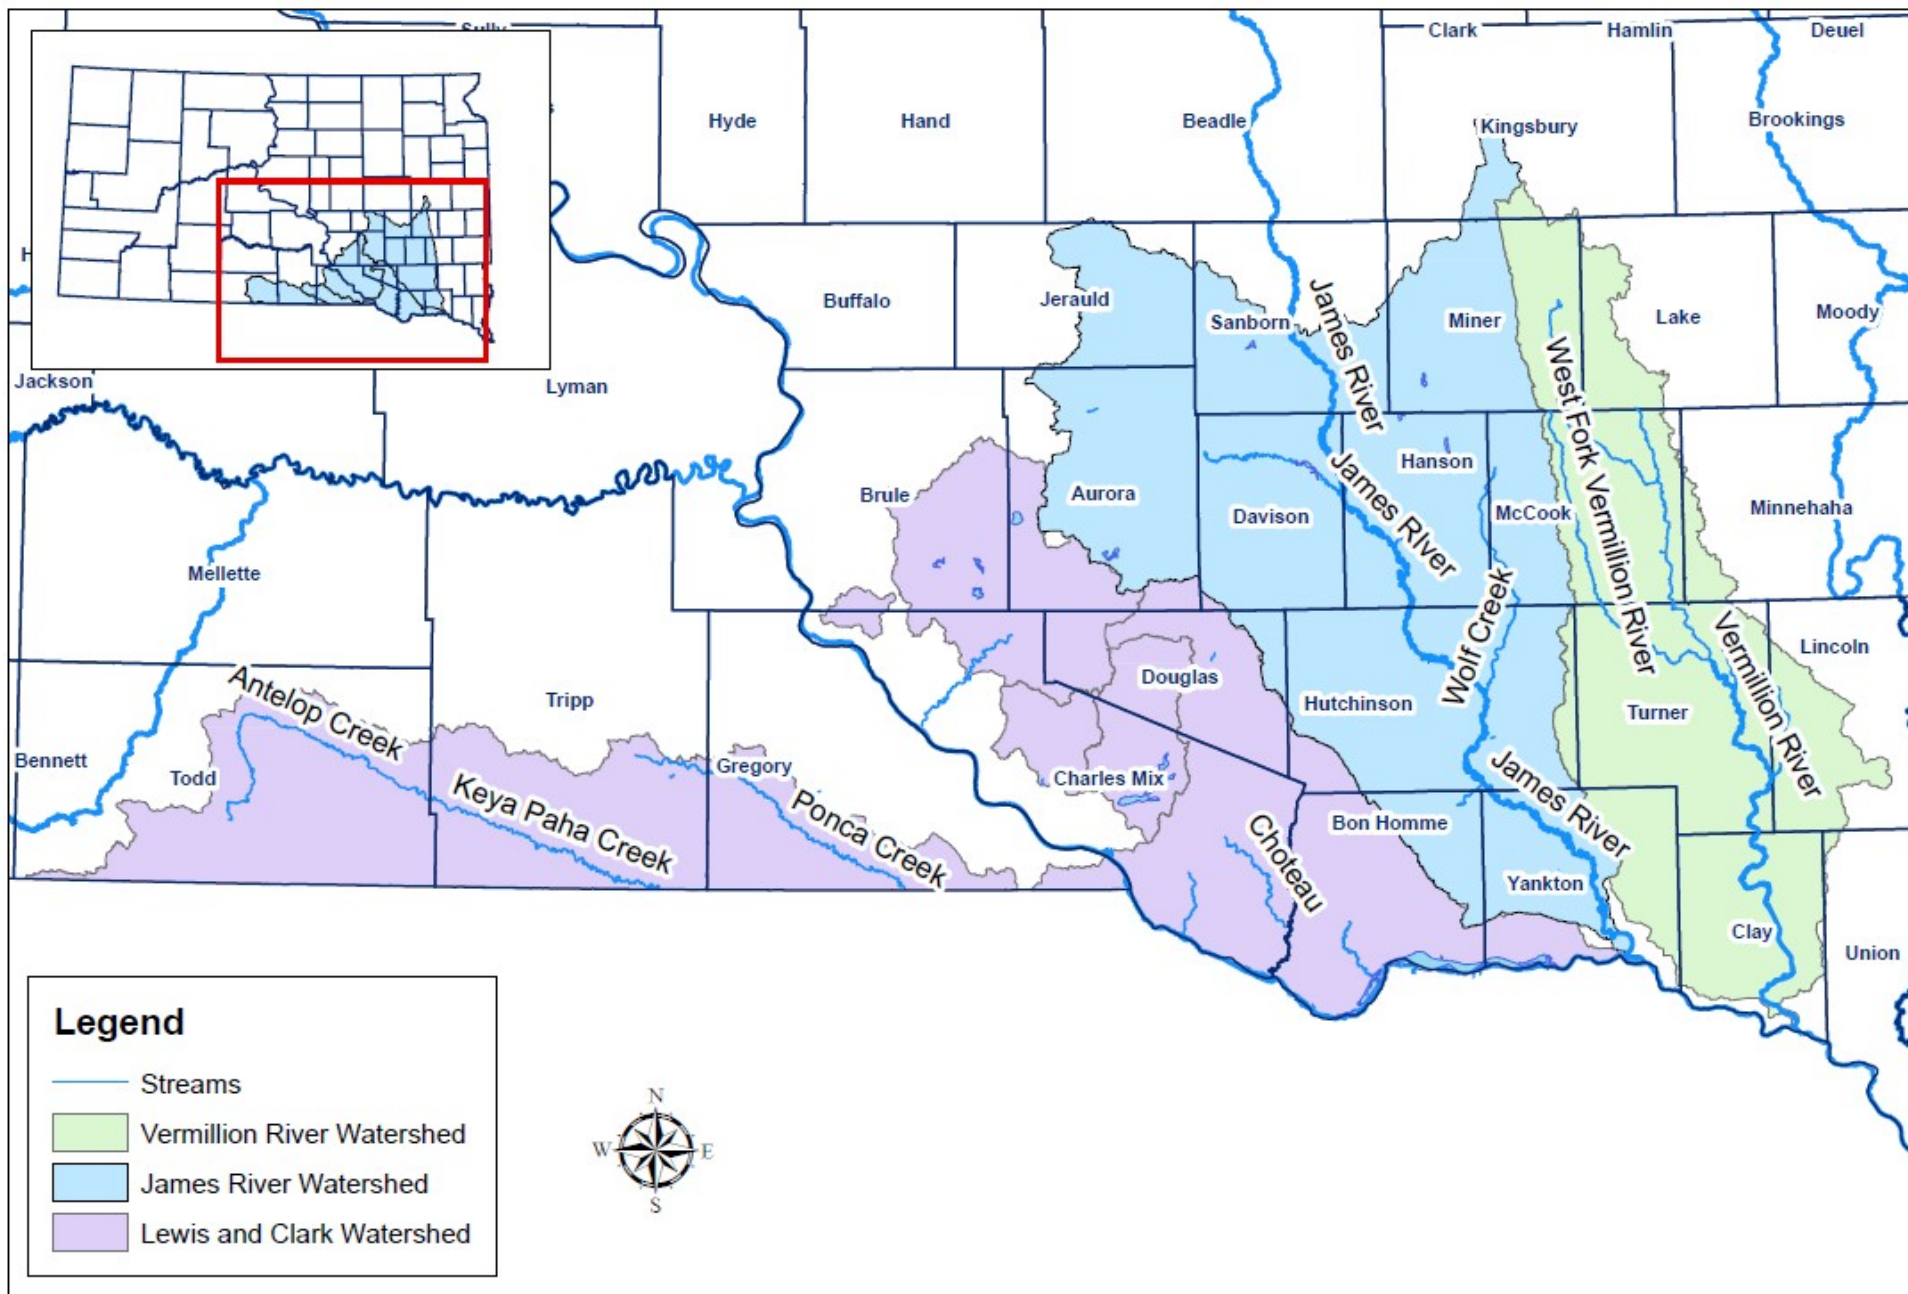 Sully
Clark
Hamlin
Deuel
Hyde
Hand
Beadle
Kingsbury
Brookings
Buffalo
Jerauld
Sanborn
James River
Miner
Lake
Moody
Jackson
Lyman
West Fork Vermillion River
Brule
Aurora
Davison
James RIver
Hanson
McCook
Minnehaha
Mellette
Wolf Creek
Vermillion River
Lincoln
Antelop Creek
Tripp
Douglas
Hutchinson
Turner
Bennett
Todd
Keya Paha Creek
Gregory
Ponca Creek
Charles Mix
Choteau
Bon Homme
James River
Yankton
Clay
Union
Legend
Streams
Vermillion River Watershed
James River Watershed
Lewis and Clark Watershed
N
W
E
S